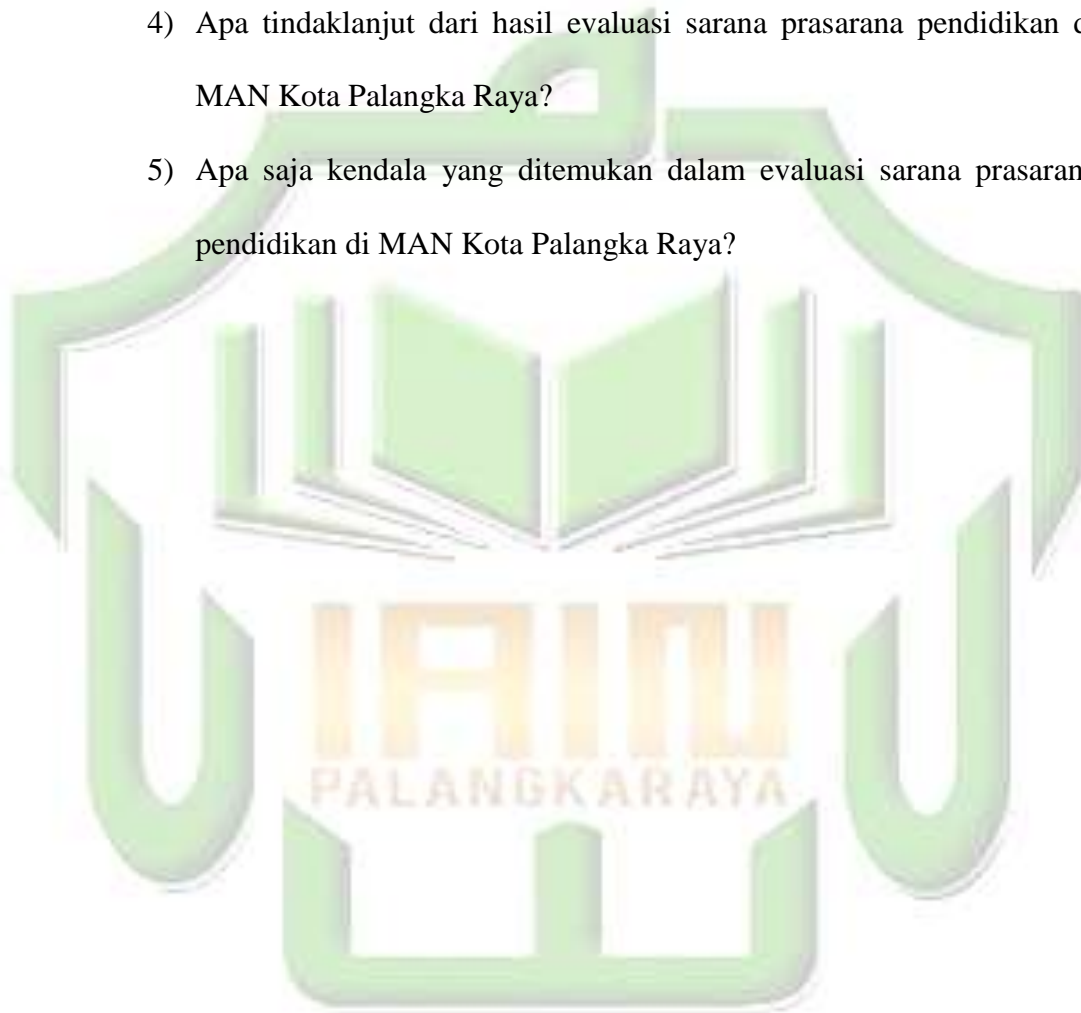 4) Apa tindaklanjut dari hasil evaluasi sarana prasarana pendidikan
MAN Kota Palangka Raya?
5) Apa saja kendala yang ditemukan dalam evaluasi sarana
pendidikan di MAN Kota Palangka Raya?
IAIN
PALANGKARAYA